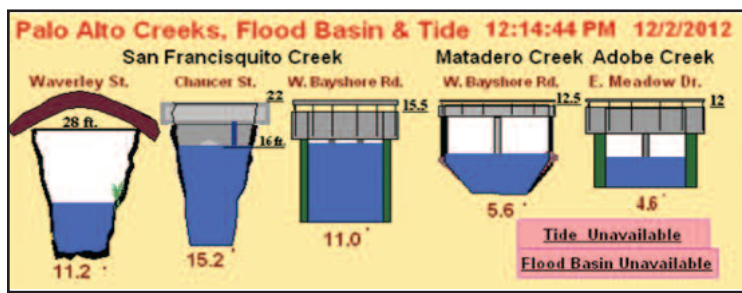 Palo Alto Creeks, Flood Basin & Tide 12:14:44 PM 12/2/2012
San Francisquito Creek Matadero Creek Adobe Creek
Waverley St. Chaucer St. W. Bayshore Rd. W. Bayshore Rd. E. Meadow Dr.
22 15.5 12.5 12
28 ft. 16 ft.
11.2 ' 15.2 ' 11.0 ' 5.6 ' 4.6 '
Tide Unavailable
Flood Basin Unavailable